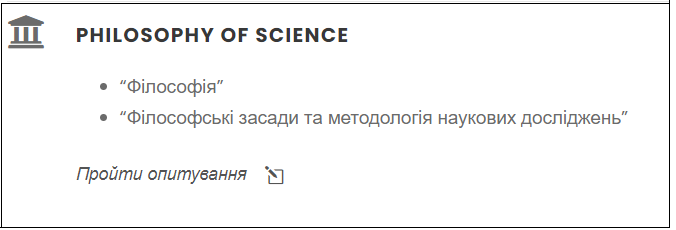 PHILOSOPHY OF SCIENCE
• “Філософія”
• “Філософські засади та методологія наукових досліджень”
Пройти опитування